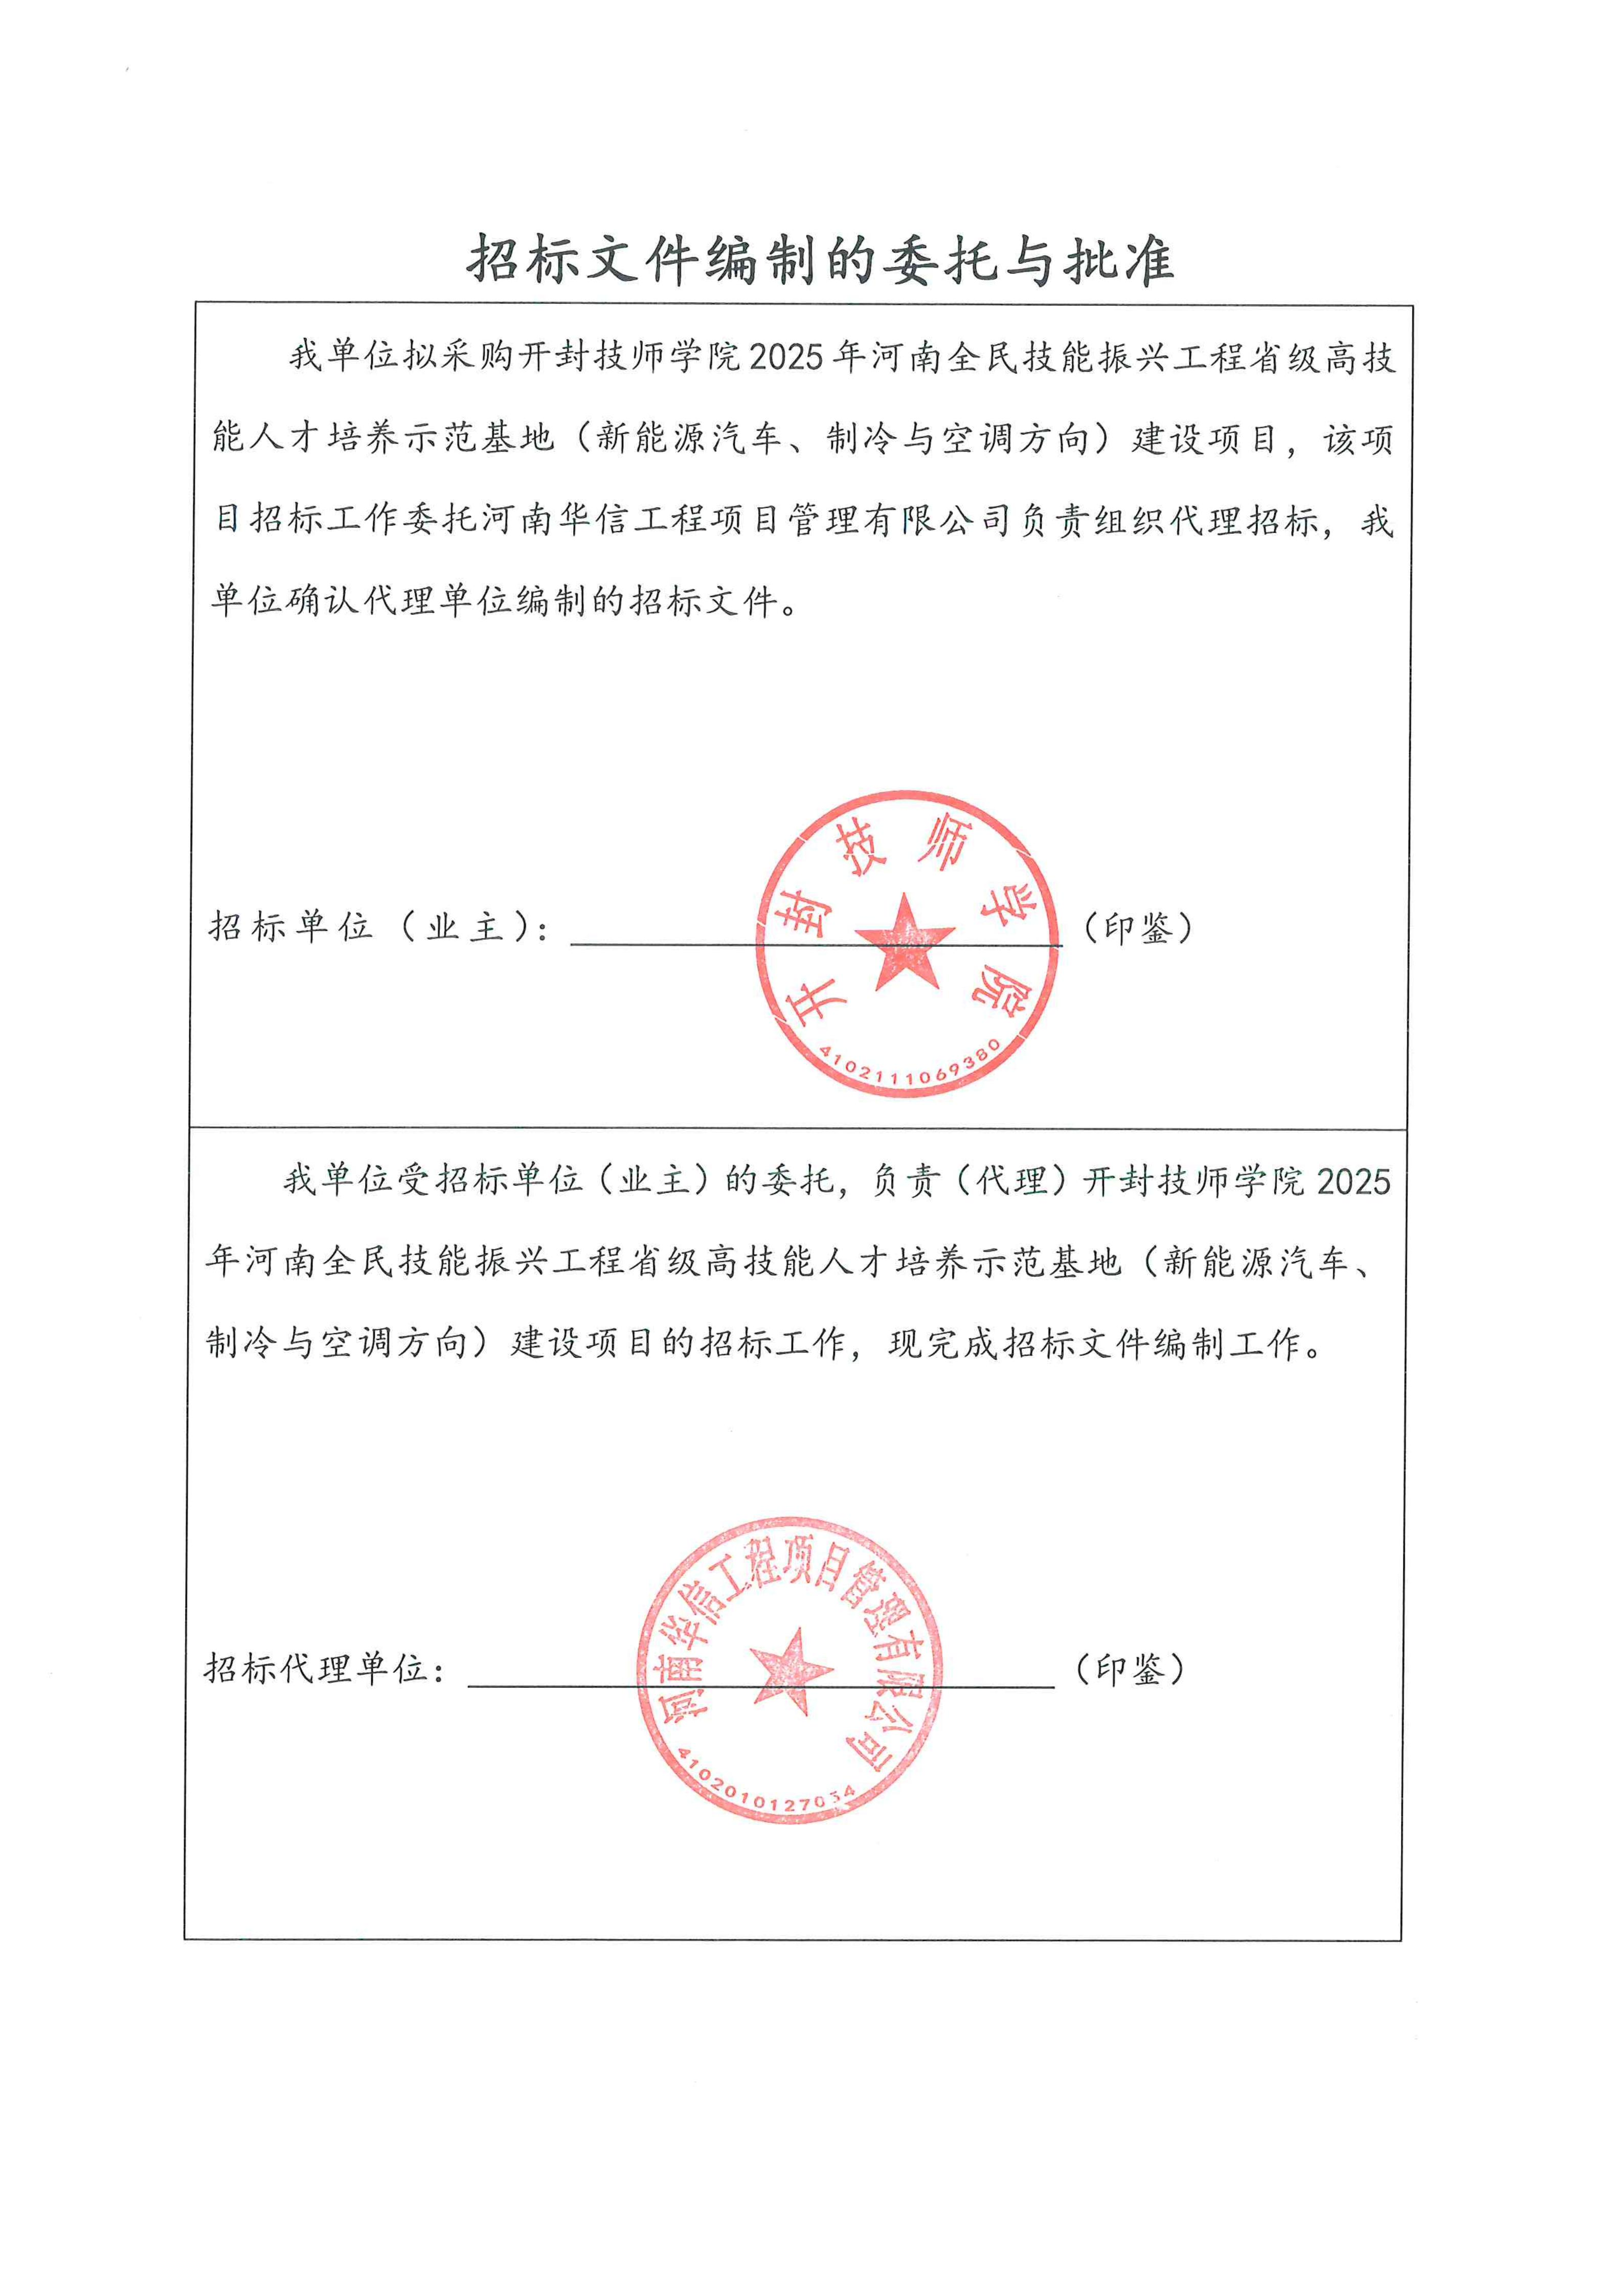 招标文件编制的委托与批准
我单位拟采购开封技师学院2025年河南全民技能振兴工程省级高技
能人才培养示范基地（新能源汽车、制冷与空调方向）建设项目，该项
目招标工作委托河南华信工程项目管理有限公司负责组织代理招标，我
单位确认代理单位编制的招标文件。
开封技师学院
招标单位（业主）：（印鉴）
4102111069380
我单位受招标单位（业主）的委托，负责（代理）开封技师学院2025
年河南全民技能振兴工程省级高技能人才培养示范基地（新能源汽车、
制冷与空调方向）建设项目的招标工作，现完成招标文件编制工作。
河南华信工程项目管理有限公司
招标代理单位：（印鉴）
4102010127034